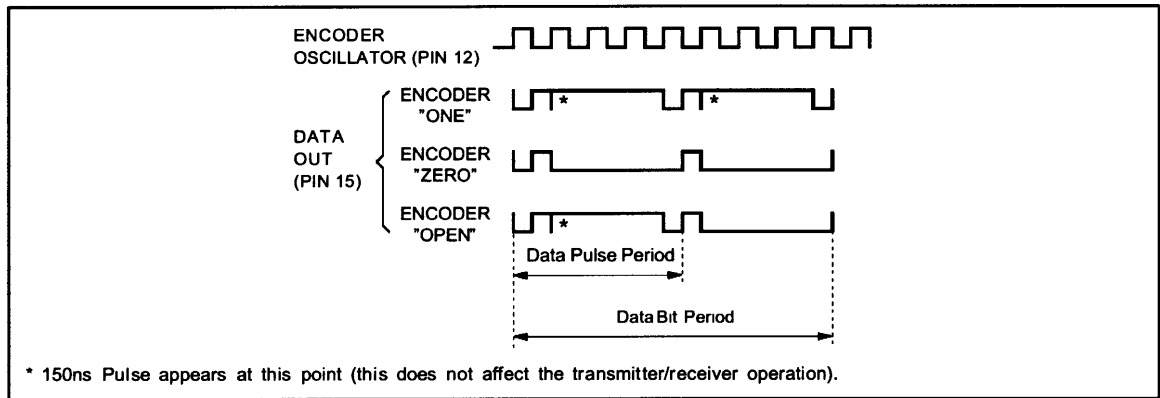 ENCODER
OSCILLATOR (PIN 12)
ENCODER
"ONE"
*
*
DATA
OUT
(PIN 15)
ENCODER
"ZERO"
ENCODER
"OPEN"
*
Data Pulse Period
Data Bit Period
* 150ns Pulse appears at this point (this does not affect the transmitter/receiver operation).